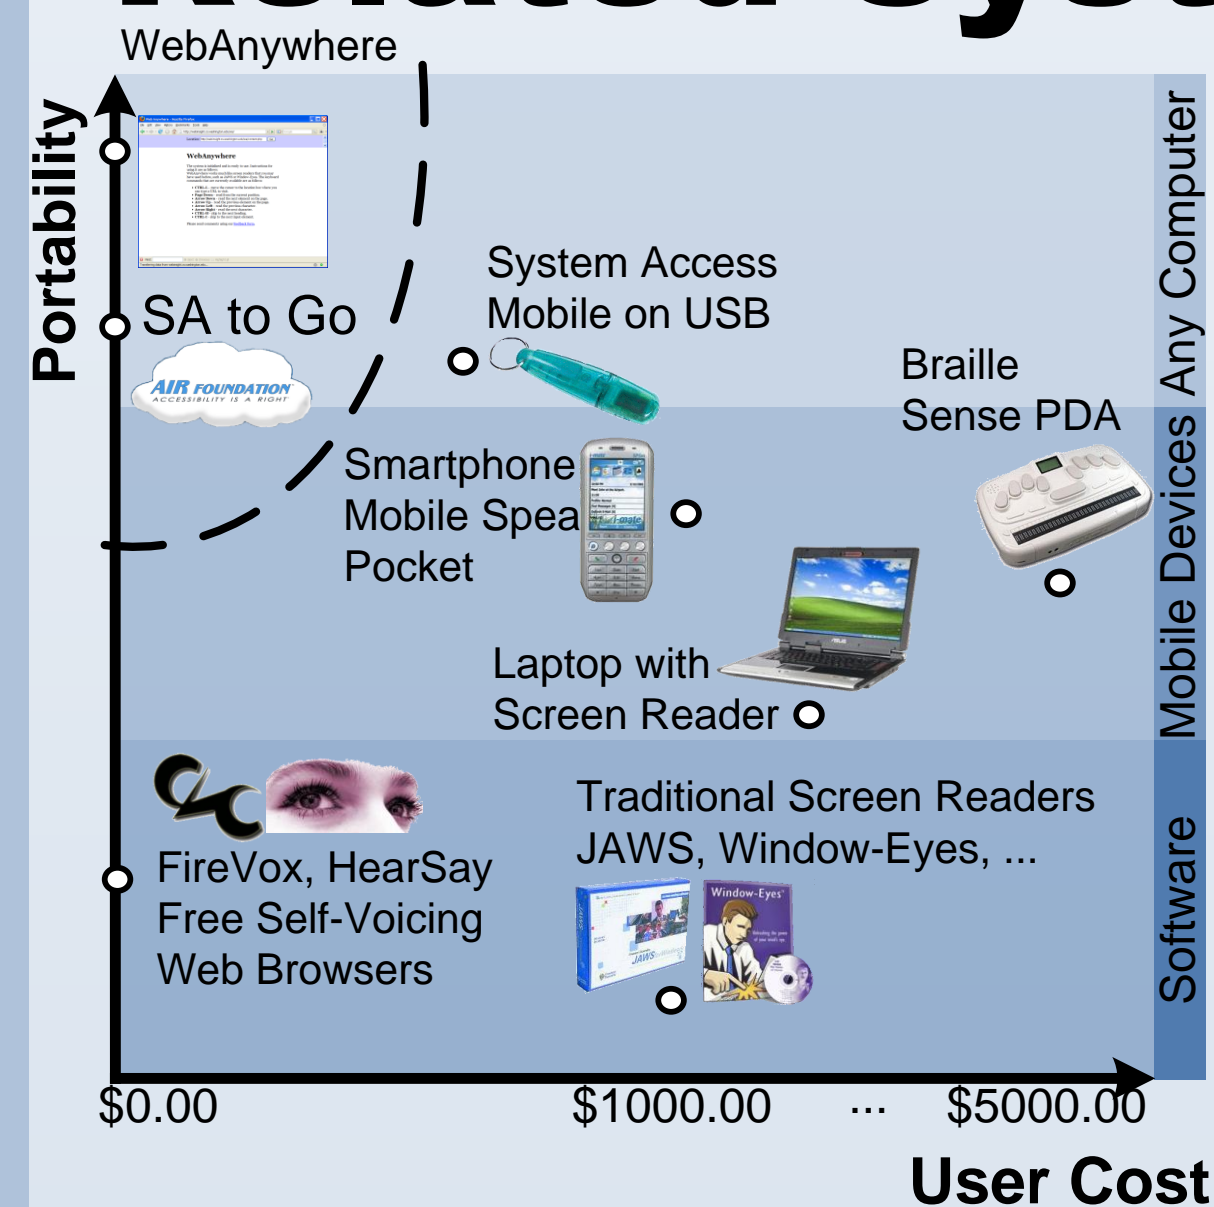 WebAnywhere
Portability
WebAnywhere
SA to Go
AIR FOUNDATION
ACCESSIBILITY IS A RIGHT
System Access
Mobile on USB
Braille
Sense PDA
Any Computer
Smartphone
Mobile Spea
Pocket
Mobile Devices
Laptop with
Screen Reader
Traditional Screen Readers
JAWS, Window-Eyes, ...
FireVox, HearSay
Free Self-Voicing
Web Browsers
Window-Eyes
JAWS
Software
$0.00
$1000.00
...
$5000.00
User Cost